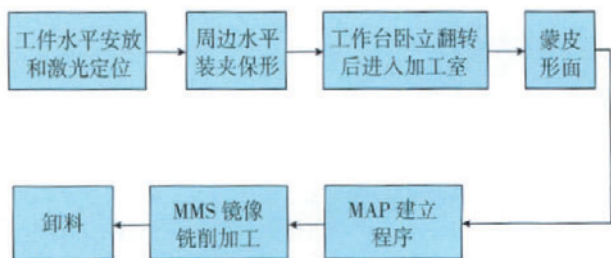 工件水平安放
和激光定位
周边水平
装夹保形
工作台卧立翻转
后进入加工室
蒙皮
形面
MAP 建立
程序
MMS 镜像
铣削加工
卸料